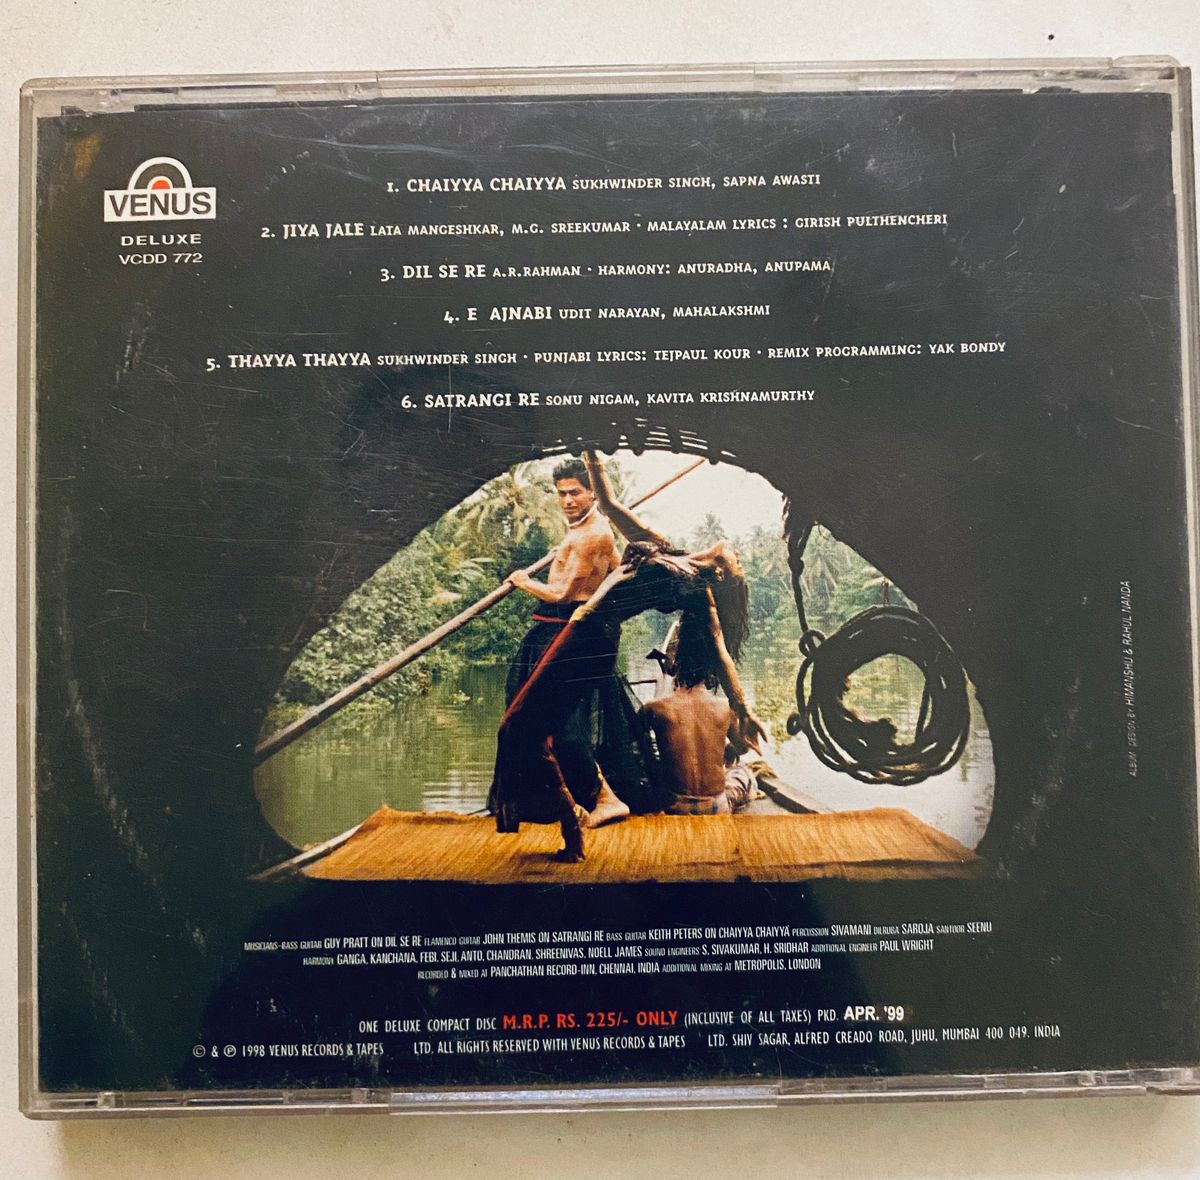 VENUS
DELUXE
VCDD 772
1. CHAIYYA CHAIYYA SUKHWINDER SINGH, SAPNA AWASTI
2. JIYA JALE LATA MANGESHKAR, M.G. SREEKUMAR · MALAYALAM LYRICS : GIRISH PULTHENCHERI
3. DIL SE RE A.R.RAHMAN · HARMONY: ANURADHA, ANUPAMA
4. E AJNABI UDIT NARAYAN, MAHALAKSHMI
5. THAYYA THAYYA SUKHWINDER SINGH · PUNJABI LYRICS: TEJPAUL KOUR · REMIX PROGRAMMING: YAK BONDY
6. SATRANGI RE SONU NIGAM, KAVITA KRISHNAMURTHY
ALBUM DESIGN BY HIMANSHU & RAHUL NANDA
MUSICIANS-BASS GUITAR GUY PRATT ON DIL SE RE FLAMENCO GUITAR JOHN THEMIS ON SATRANGI RE BASS GUITAR KEITH PETERS ON CHAIYYA CHAIYYA PERCUSSION SIVAMANI DILRUBA SAROJA SANTOOR SEENU
HARMONY GANGA, KANCHANA, FEBI, SEJI, ANTO, CHANDRAN, SHREENIVAS, NOELL JAMES SOUND ENGINEERS S. SIVAKUMAR, H. SRIDHAR ADDITIONAL ENGINEER PAUL WRIGHT
RECORDED & MIXED AT PANCHATHAN RECORD-INN, CHENNAI, INDIA ADDITIONAL MIXING AT METROPOLIS, LONDON
ONE DELUXE COMPACT DISC M.R.P. RS. 225/- ONLY (INCLUSIVE OF ALL TAXES) PKD. APR. '99
© & ℗ 1998 VENUS RECORDS & TAPES LTD. ALL RIGHTS RESERVED WITH VENUS RECORDS & TAPES LTD. SHIV SAGAR, ALFRED CREADO ROAD, JUHU, MUMBAI 400 049. INDIA